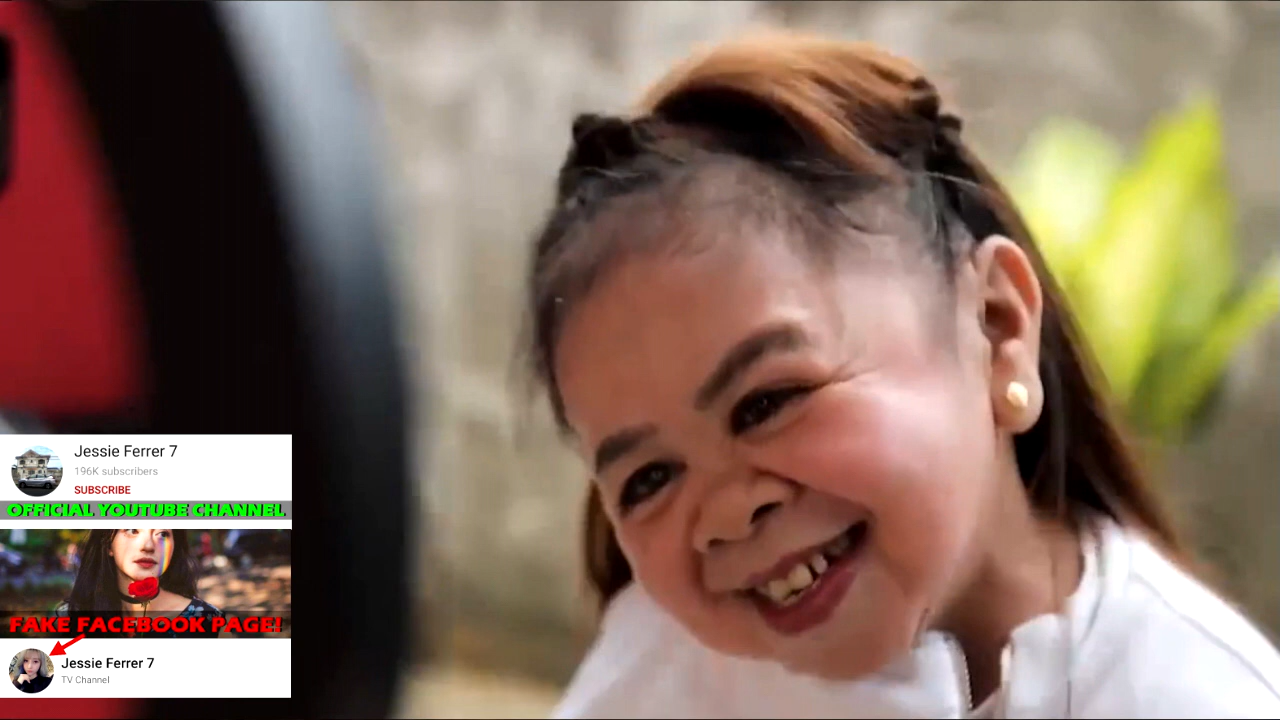 Jessie Ferrer 7
196K subscribers
SUBSCRIBE
OFFICIAL YOUTUBE CHANNEL
FAKE FACEBOOK PAGE!
Jessie Ferrer 7
TV Channel